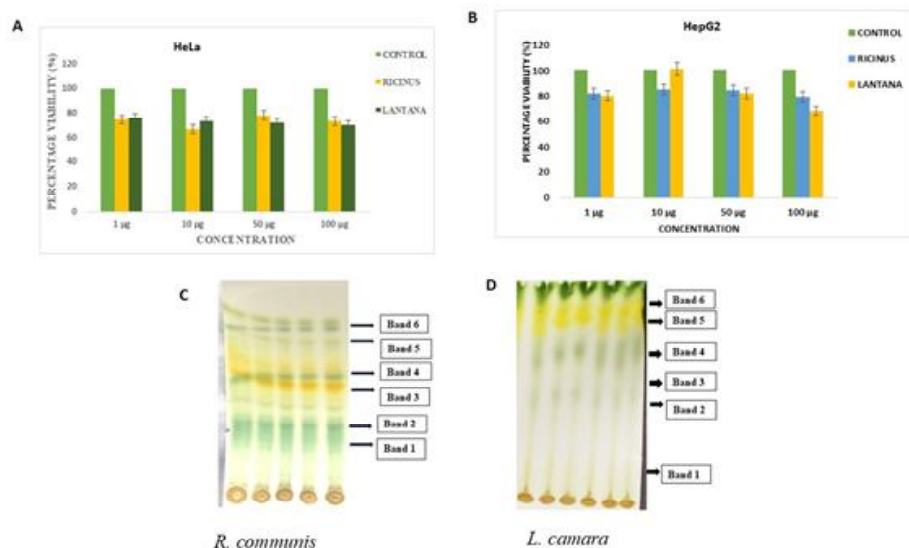 A
HeLa
PERCENTAGE VIABILITY (%)
120
100
80
60
40
20
0
1 µg
10 µg
50 µg
100 µg
CONCENTRATION
CONTROL
RICINUS
LANTANA
B
HepG2
PERCENTAGE VIABILITY (%)
120
100
80
60
40
20
0
1 µg
10 µg
50 µg
100 µg
CONCENTRATION
CONTROL
RICINUS
LANTANA
C
Band 6
Band 5
Band 4
Band 3
Band 2
Band 1
R. communis
D
Band 6
Band 5
Band 4
Band 3
Band 2
Band 1
L. camara